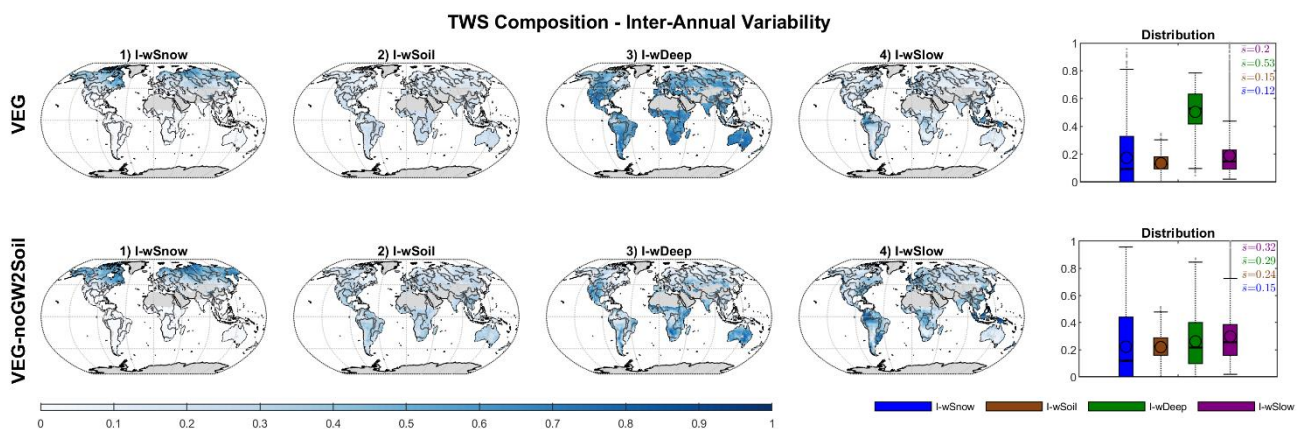 TWS Composition - Inter-Annual Variability
VEG
1) I-wSnow
2) I-wSoil
3) I-wDeep
4) I-wSlow
Distribution
1
0.8
0.6
0.4
0.2
0
s̄=0.2
s̄=0.53
s̄=0.15
s̄=0.12
VEG-noGGW2Soil
1) I-wSnow
2) I-wSoil
3) I-wDeep
4) I-wSlow
Distribution
1
0.8
0.6
0.4
0.2
0
s̄=0.32
s̄=0.29
s̄=0.24
s̄=0.15
0 0.1 0.2 0.3 0.4 0.5 0.6 0.7 0.8 0.9 1
I-wSnow I-wSoil I-wDeep I-wSlow